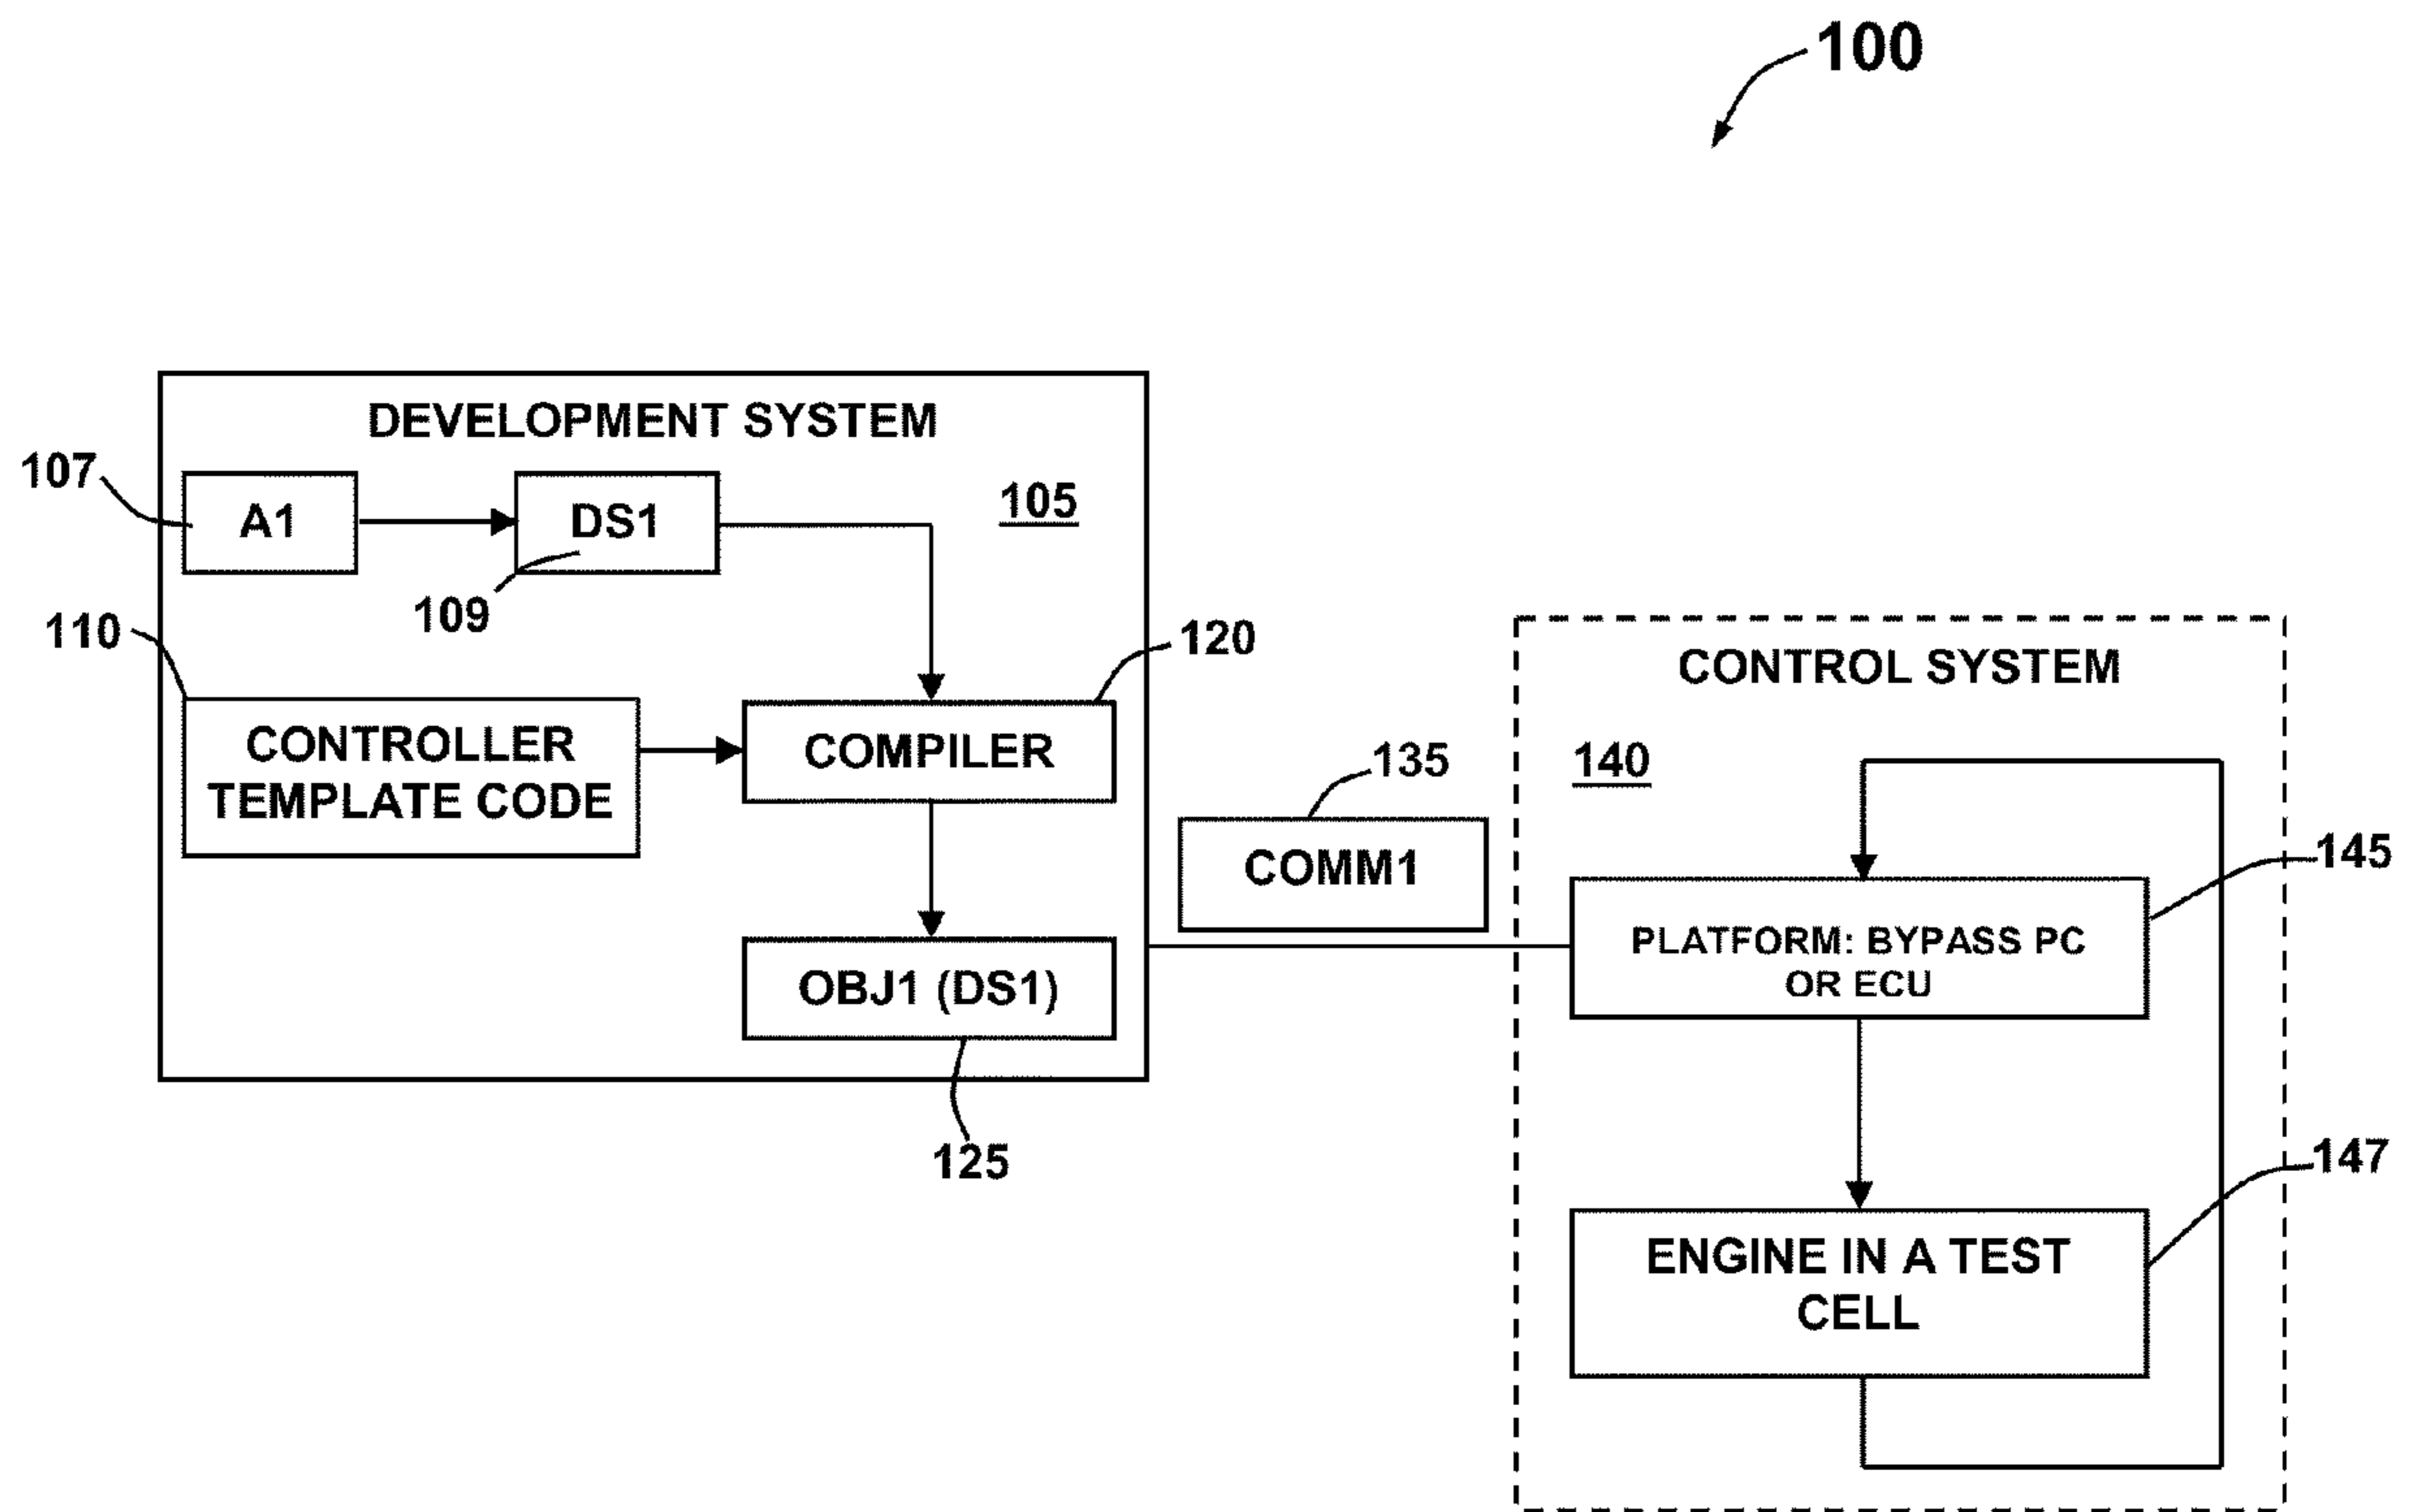 100
DEVELOPMENT SYSTEM
107
A1
DS1
105
109
110
120
CONTROLLER
TEMPLATE CODE
COMPILER
OBJ1 (DS1)
125
135
COMM1
CONTROL SYSTEM
140
145
PLATFORM: BYPASS PC
OR ECU
147
ENGINE IN A TEST
CELL